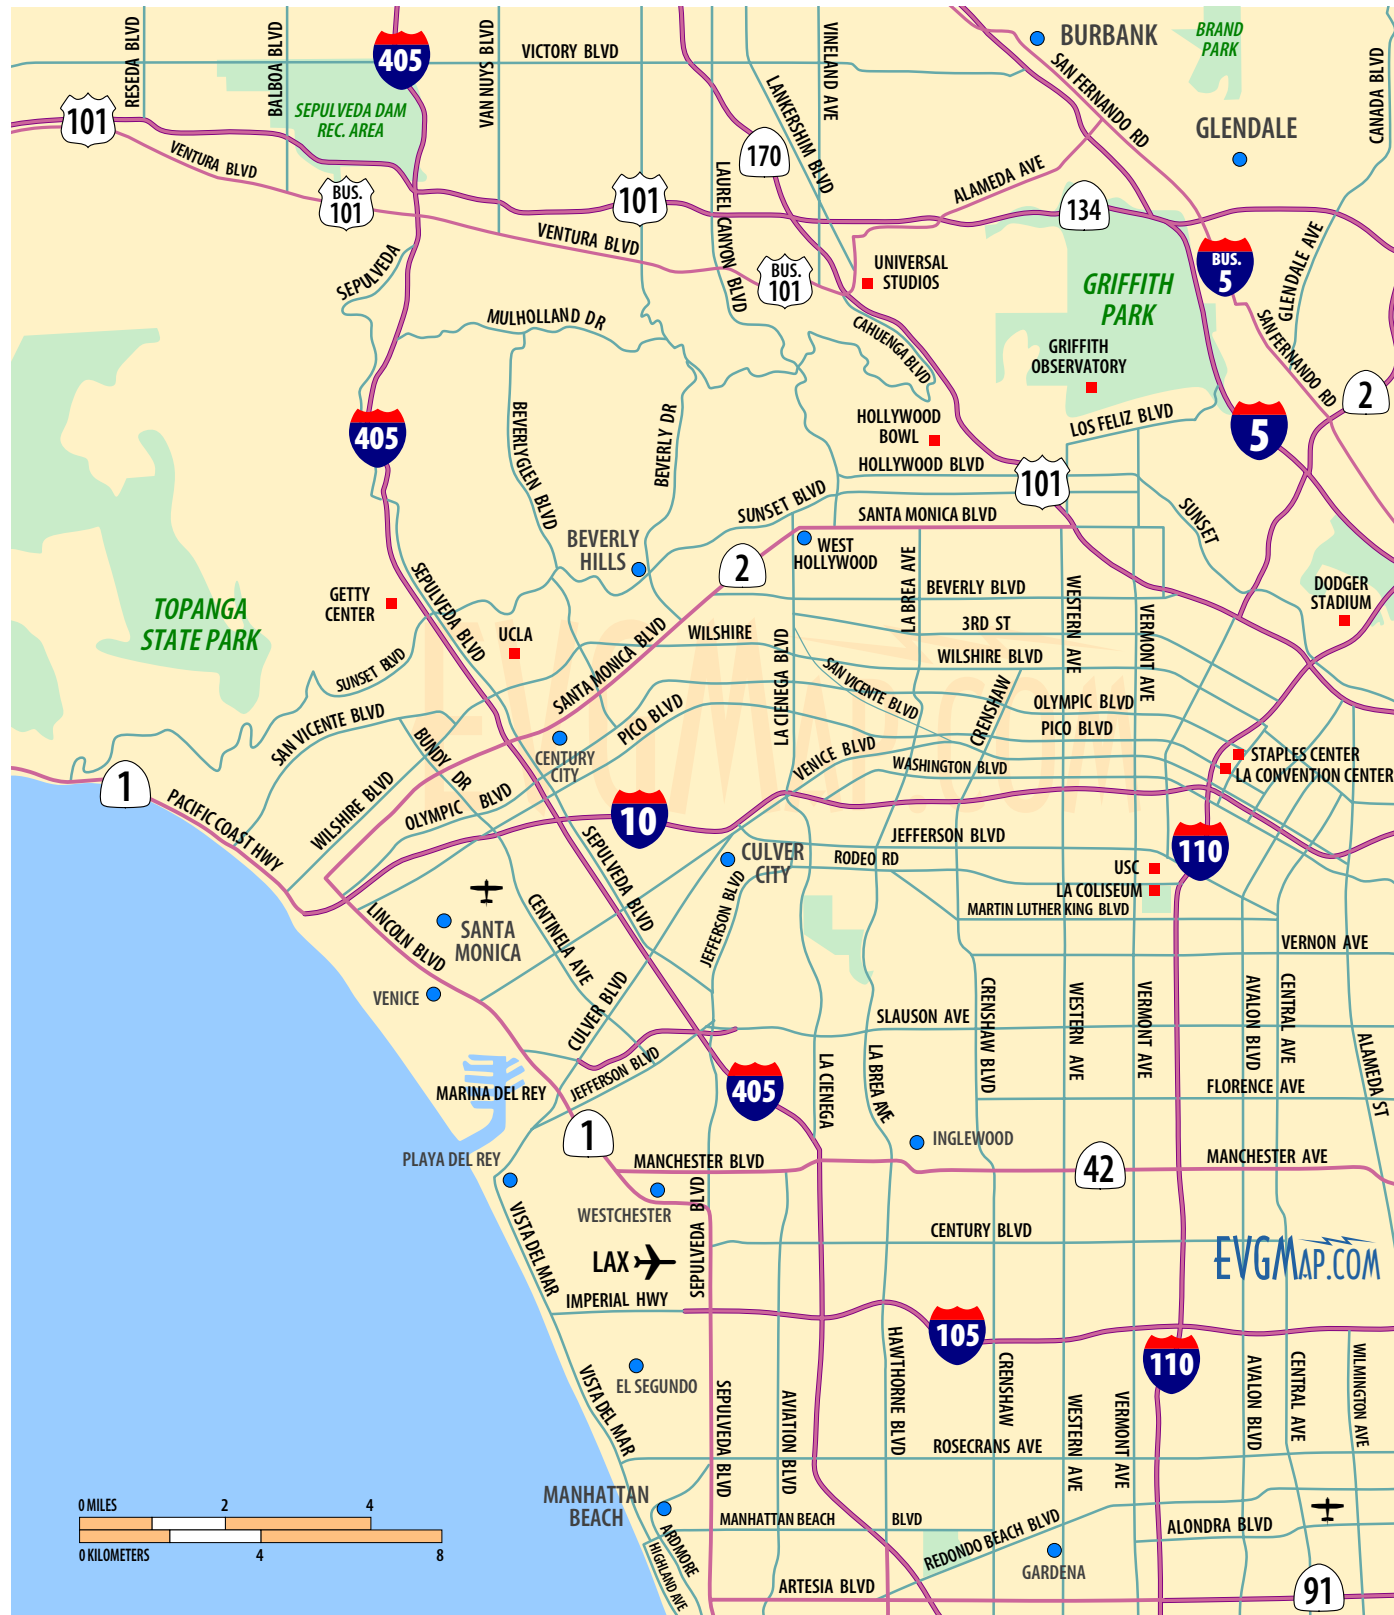 RESEDA BLVD
BALBOA BLVD
405
VAN NUYS BLVD
VICTORY BLVD
VINELAND AVE
BURBANK
BRAND
PARK
CANADA BLVD
SAN FERNANDO RD
LANKERSHIM BLVD
101
SEPULVEDA DAM
REC. AREA
GLENDALE
VENTURA BLVD
170
LAUREL CANYON BLVD
ALAMEDA AVE
BUS.
101
101
134
VENTURA BLVD
SEPULVEDA
BUS.
101
UNIVERSAL
STUDIOS
BUS.
5
GLENDALE AVE
GRIFFITH
PARK
MULHOLLAND DR
CAHUENGA BLVD
GRIFFITH
OBSERVATORY
SAN FERNANDO RD
2
405
BEVERLYGLEN BLVD
BEVERLY DR
HOLLYWOOD
BOWL
LOS FELIZ BLVD
5
HOLLYWOOD BLVD
101
SUNSET BLVD
SANTA MONICA BLVD
SUNSET
BEVERLY
HILLS
2
WEST
HOLLYWOOD
LA BREA AVE
BEVERLY BLVD
WESTERN AVE
VERMONT AVE
DODGER
STADIUM
TOPANGA
STATE PARK
GETTY
CENTER
SEPULVEDA BLVD
UCLA
WILSHIRE
3RD ST
SUNSET BLVD
SANTA MONICA BLVD
LA CIENEGA BLVD
SAN VICENTE BLVD
WILSHIRE BLVD
CRENSHAW
OLYMPIC BLVD
PICO BLVD
SAN VICENTE BLVD
BUNDY DR
PICO BLVD
CENTURY
CITY
VENICE BLVD
WASHINGTON BLVD
STAPLES CENTER
LA CONVENTION CENTER
EVGMAP.COM
1
PACIFIC COAST HWY
WILSHIRE BLVD
OLYMPIC BLVD
10
SEPULVEDA BLVD
CULVER
CITY
JEFFERSON BLVD
RODEO RD
110
USC
LA COLISEUM
MARTIN LUTHER KING BLVD
JEFFERSON BLVD
LINCOLN BLVD
SANTA
MONICA
CENTINELA AVE
VERNON AVE
VENICE
CULVER BLVD
CRENSHAW BLVD
WESTERN AVE
VERMONT AVE
AVALON BLVD
CENTRAL AVE
SLAUSON AVE
ALAMEDA ST
MARINA DEL REY
JEFFERSON BLVD
405
LA CIENEGA
LA BREA AVE
FLORENCE AVE
1
INGLEWOOD
PLAYA DEL REY
MANCHESTER BLVD
42
MANCHESTER AVE
WESTCHESTER
SEPULVEDA BLVD
VISTA DEL MAR
CENTURY BLVD
EVGMAP.COM
LAX
IMPERIAL HWY
105
110
HAWTHORNE BLVD
CRENSHAW
EL SEGUNDO
VISTA DEL MAR
SEPULVEDA BLVD
AVIATION BLVD
WESTERN AVE
VERMONT AVE
AVALON BLVD
CENTRAL AVE
WILMINGTON AVE
ROSECRANS AVE
MANHATTAN
BEACH
MANHATTAN BEACH BLVD
REDONDO BEACH BLVD
ALONDRA BLVD
ARDMORE
HIGHLAND AVE
GARDENA
ARTESIA BLVD
91
0 MILES 2 4
0 KILOMETERS 4 8